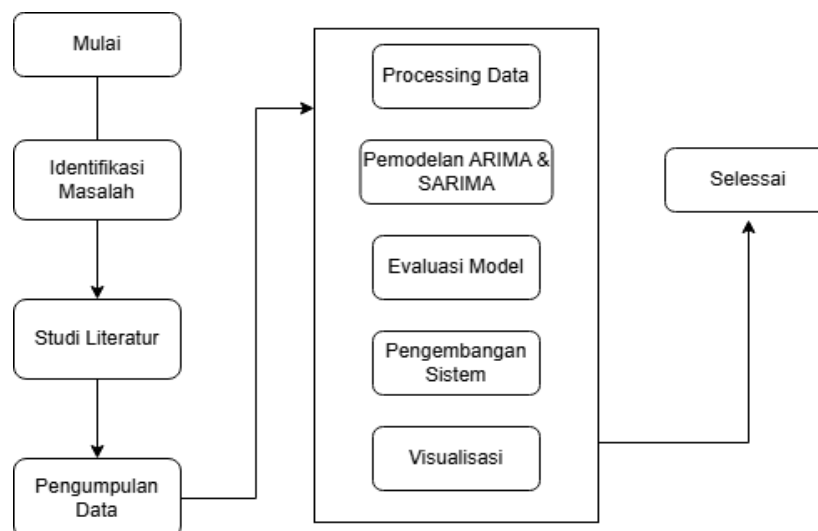 Mulai
Identifikasi
Masalah
Studi Literatur
Pengumpulan
Data
Processing Data
Pemodelan ARIMA &
SARIMA
Evaluasi Model
Pengembangan
Sistem
Visualisasi
Selessai